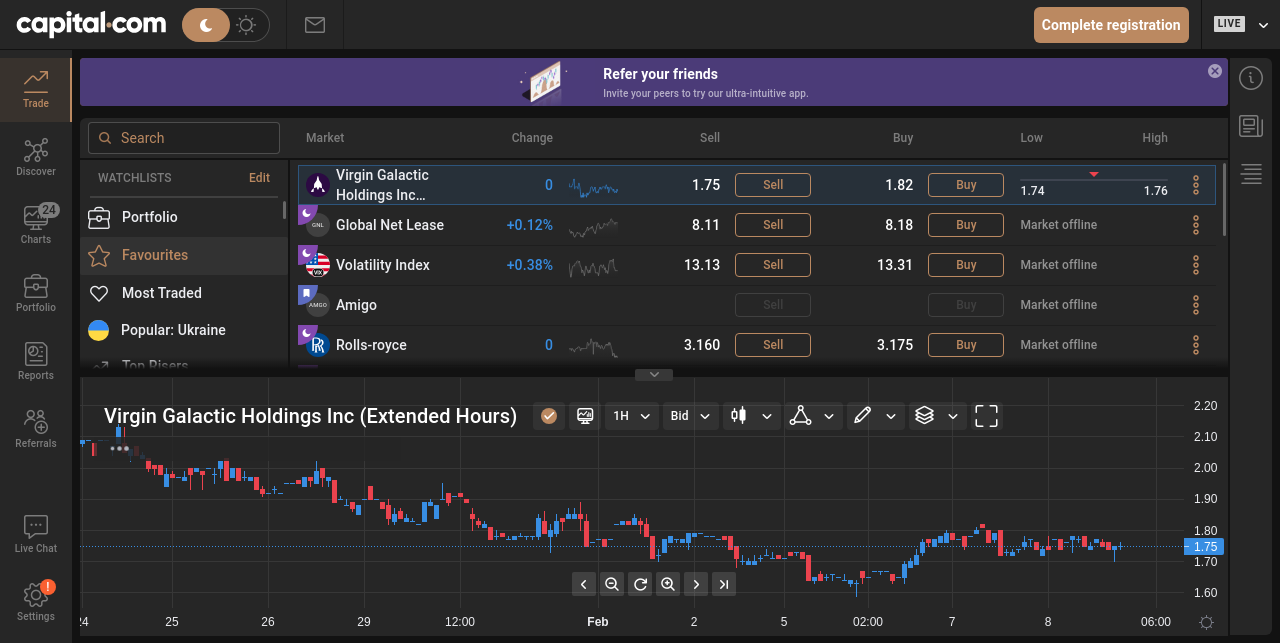 capital.com
Complete registration
LIVE
Trade
Discover
24
Charts
Portfolio
Reports
Referrals
Live Chat
!
Settings
Refer your friends
Invite your peers to try our ultra-intuitive app.
Search
Market Change Sell Buy Low High
WATCHLISTS Edit
Portfolio
Favourites
Most Traded
Popular: Ukraine
Top Risers
Virgin Galactic
Holdings Inc... 0 1.75 Sell 1.82 Buy 1.74 1.76
GNL Global Net Lease +0.12% 8.11 Sell 8.18 Buy Market offline
VIX Volatility Index +0.38% 13.13 Sell 13.31 Buy Market offline
AMGO Amigo Sell Buy Market offline
RR Rolls-royce 0 3.160 Sell 3.175 Buy Market offline
Virgin Galactic Holdings Inc (Extended Hours) 1H Bid
2.20
2.10
2.00
1.90
1.80
1.75
1.70
1.60
24 25 26 29 12:00 Feb 2 5 02:00 7 8 06:00